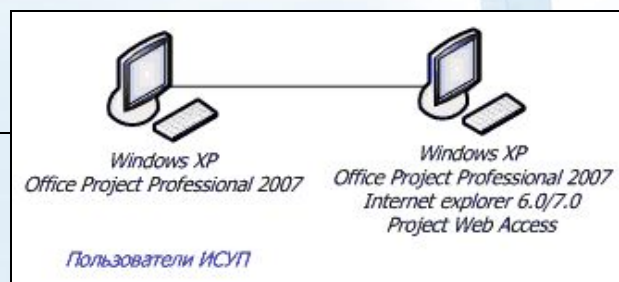 Windows XP
Office Project Professional 2007
Windows XP
Office Project Professional 2007
Internet explorer 6.0/7.0
Project Web Access
Пользователи ИСУП